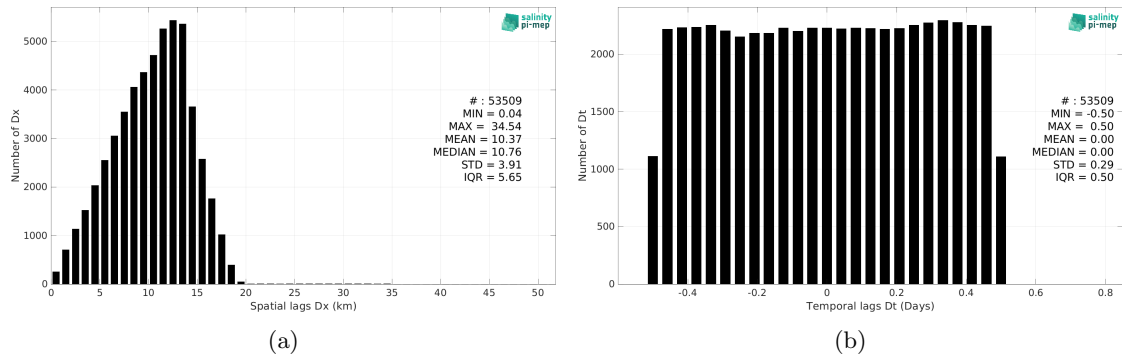 salinity
pi-mep
5000
4000
3000
2000
1000
0
Number of Dx
# : 53509
MIN = 0.04
MAX = 34.54
MEAN = 10.37
MEDIAN = 10.76
STD = 3.91
IQR = 5.65
0 5 10 15 20 25 30 35 40 45 50
Spatial lags Dx (km)
(a)
salinity
pi-mep
2000
1500
1000
500
0
Number of Dt
# : 53509
MIN = -0.50
MAX = 0.50
MEAN = 0.00
MEDIAN = 0.00
STD = 0.29
IQR = 0.50
-0.4 -0.2 0 0.2 0.4 0.6 0.8
Temporal lags Dt (Days)
(b)